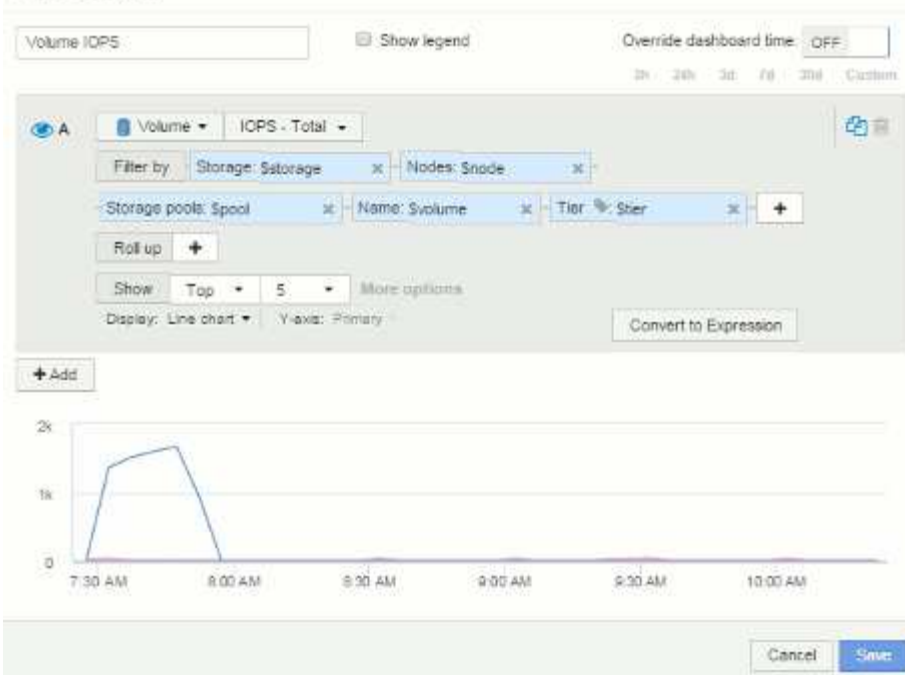 Volume IOPS Show legend Override dashboard time: OFF
3h 24h 3d 7d 30d Custom
A Volume IOPS - Total
Filter by Storage: $storage Nodes: $node
Storage pools: $pool Name: $volume Tier : $tier +
Roll up +
Show Top 5 More options
Display: Line chart Y-axis: Primary
Convert to Expression
+ Add
2k
1k
0
7:30 AM 8:00 AM 8:30 AM 9:00 AM 9:30 AM 10:00 AM
Cancel Save